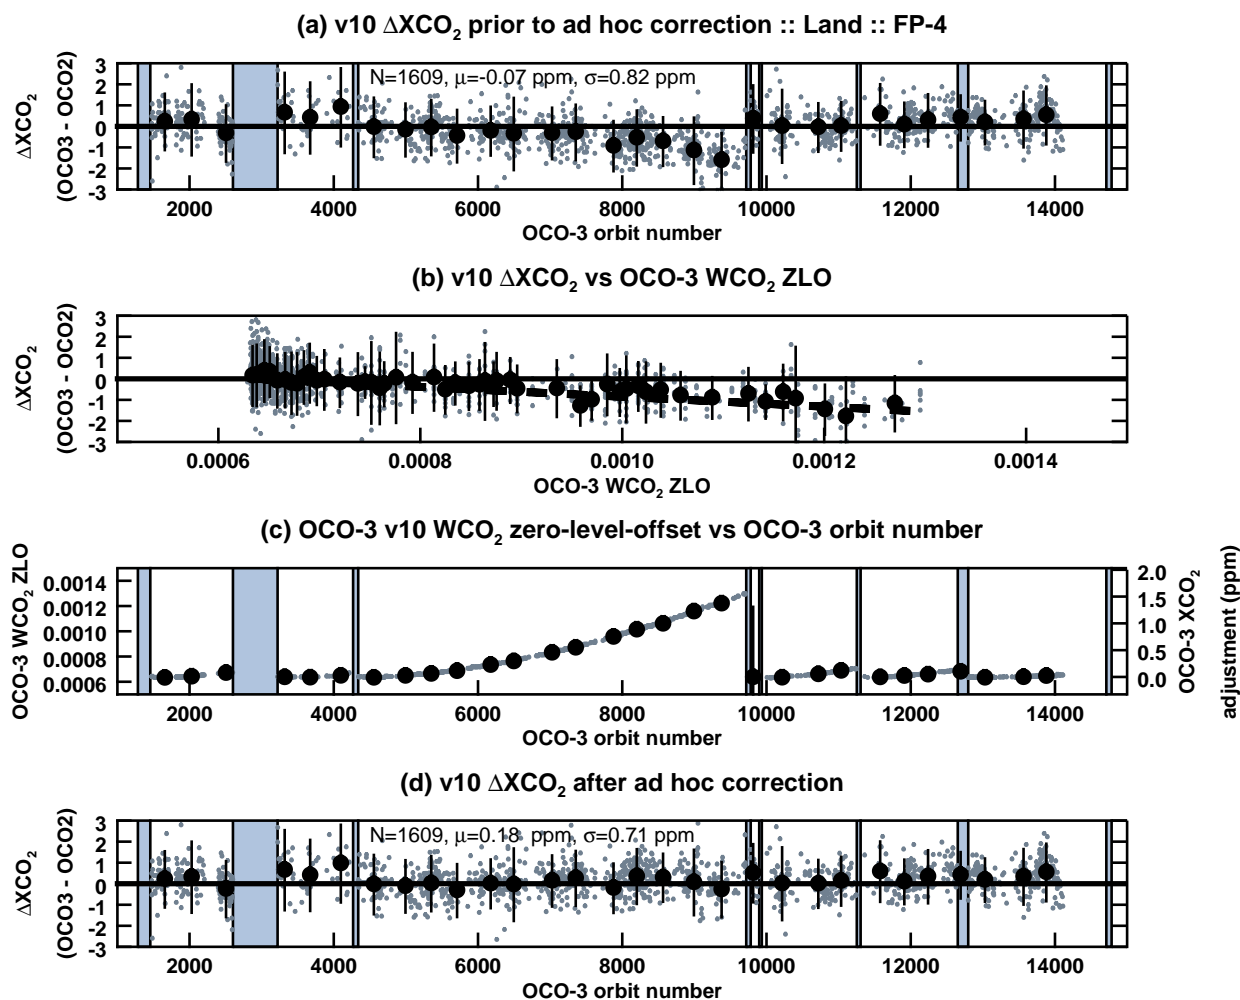 (a) v10 ΔXCO₂ prior to ad hoc correction :: Land :: FP-4
ΔXCO₂
(OCO3 - OCO2)
3
2
1
0
-1
-2
-3
N=1609, μ=-0.07 ppm, σ=0.82 ppm
2000 4000 6000 8000 10000 12000 14000
OCO-3 orbit number
(b) v10 ΔXCO₂ vs OCO-3 WCO₂ ZLO
ΔXCO₂
(OCO3 - OCO2)
3
2
1
0
-1
-2
-3
0.0006 0.0008 0.0010 0.0012 0.0014
OCO-3 WCO₂ ZLO
(c) OCO-3 v10 WCO₂ zero-level-offset vs OCO-3 orbit number
OCO-3 WCO₂ ZLO
0.0014
0.0012
0.0010
0.0008
0.0006
2.0
1.5
1.0
0.5
0.0
OCO-3 XCO₂
adjustment (ppm)
2000 4000 6000 8000 10000 12000 14000
OCO-3 orbit number
(d) v10 ΔXCO₂ after ad hoc correction
ΔXCO₂
(OCO3 - OCO2)
3
2
1
0
-1
-2
-3
N=1609, μ=0.18 ppm, σ=0.71 ppm
2000 4000 6000 8000 10000 12000 14000
OCO-3 orbit number